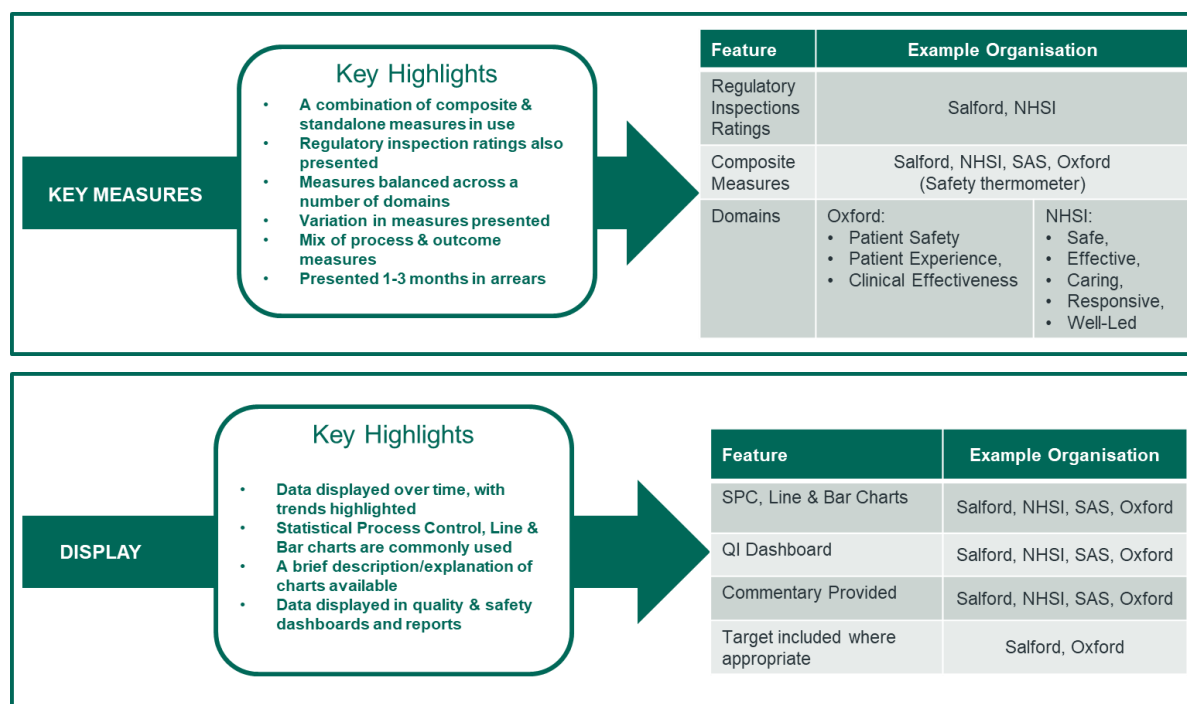 KEY MEASURES
Key Highlights
• A combination of composite &
standalone measures in use
• Regulatory inspection ratings also
presented
• Measures balanced across a
number of domains
• Variation in measures presented
• Mix of process & outcome
measures
• Presented 1-3 months in arrears
Feature
Example Organisation
Regulatory
Inspections
Ratings
Salford, NHSI
Composite
Measures
Salford, NHSI, SAS, Oxford
(Safety thermometer)
Domains
Oxford:
• Patient Safety
• Patient Experience,
• Clinical Effectiveness
NHSI:
• Safe,
• Effective,
• Caring,
• Responsive,
• Well-Led
DISPLAY
Key Highlights
• Data displayed over time, with
trends highlighted
• Statistical Process Control, Line &
Bar charts are commonly used
• A brief description/explanation of
charts available
• Data displayed in quality & safety
dashboards and reports
Feature
Example Organisation
SPC, Line & Bar Charts
Salford, NHSI, SAS, Oxford
QI Dashboard
Salford, NHSI, SAS, Oxford
Commentary Provided
Salford, NHSI, SAS, Oxford
Target included where
appropriate
Salford, Oxford